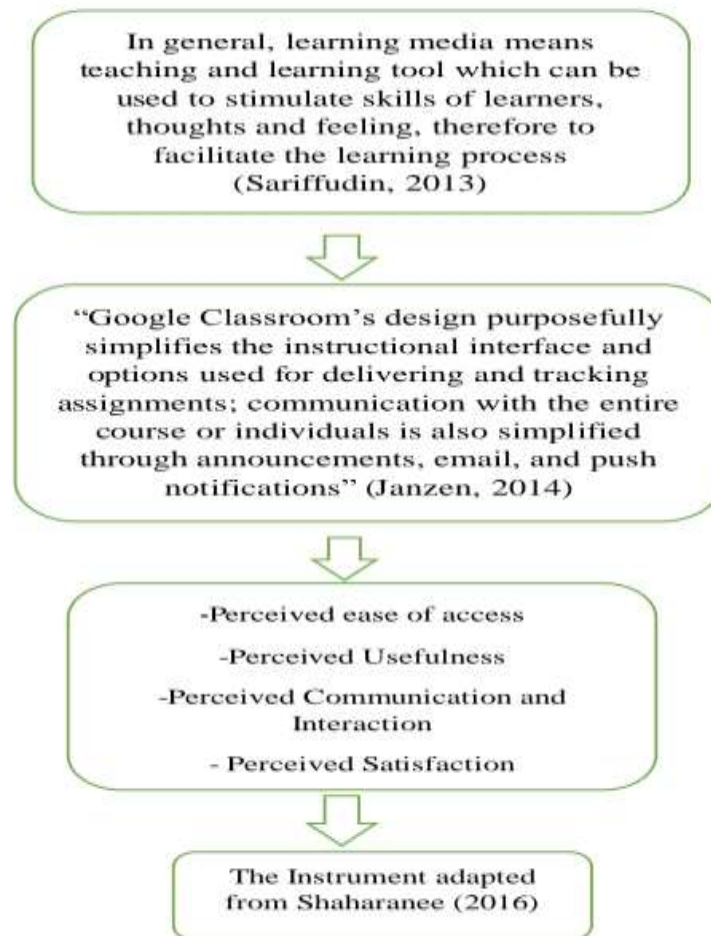 In general, learning media means
teaching and learning tool which can be
used to stimulate skills of learners,
thoughts and feeling, therefore to
facilitate the learning process
(Sariffudin, 2013)
“Google Classroom’s design purposefully
simplifies the instructional interface and
options used for delivering and tracking
assignments; communication with the entire
course or individuals is also simplified
through announcements, email, and push
notifications” (Janzen, 2014)
-Perceived ease of access
-Perceived Usefulness
-Perceived Communication and
Interaction
- Perceived Satisfaction
The Instrument adapted
from Shaharanee (2016)